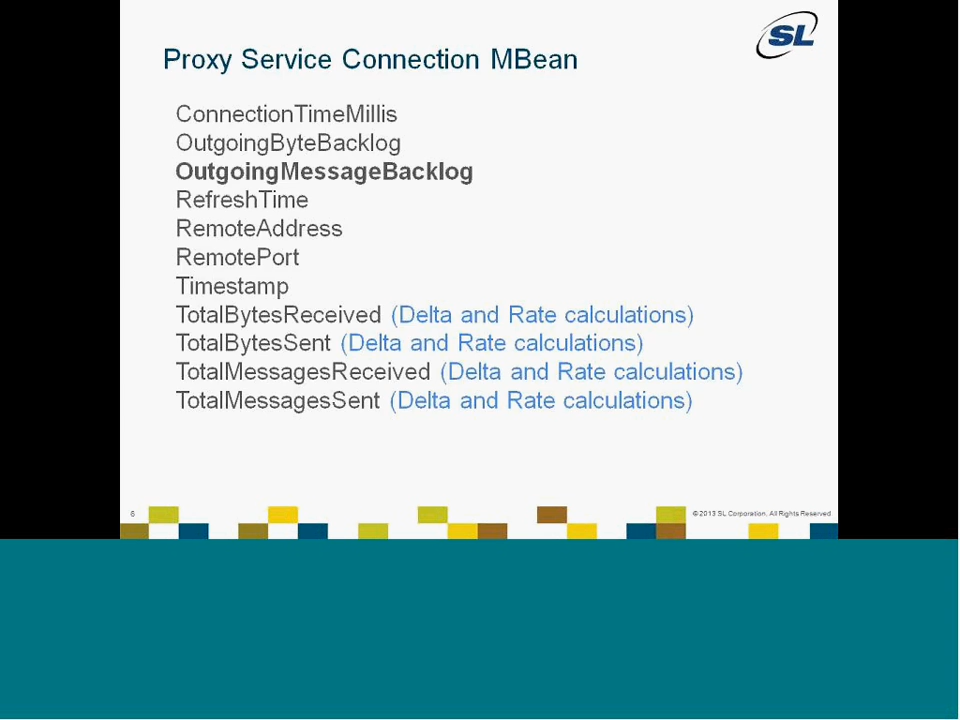 SL
Proxy Service Connection MBean
ConnectionTimeMillis
OutgoingByteBacklog
OutgoingMessageBacklog
RefreshTime
RemoteAddress
RemotePort
Timestamp
TotalBytesReceived (Delta and Rate calculations)
TotalBytesSent (Delta and Rate calculations)
TotalMessagesReceived (Delta and Rate calculations)
TotalMessagesSent (Delta and Rate calculations)
6
© 2013 SL Corporation. All Rights Reserved